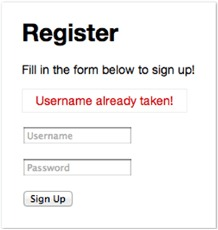 Register
Fill in the form below to sign up!
Username already taken!
Username
Password
Sign Up